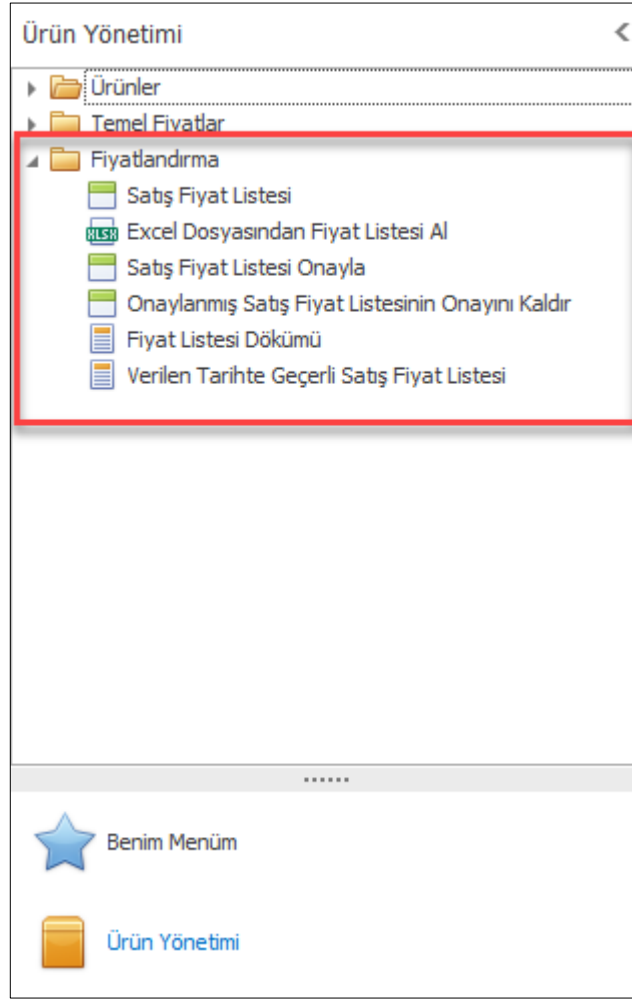 Ürün Yönetimi
Ürünler
Temel Fiyatlar
Fiyatlandırma
Satış Fiyat Listesi
XLSX Excel Dosyasından Fiyat Listesi Al
Satış Fiyat Listesi Onayla
Onaylanmış Satış Fiyat Listesinin Onayını Kaldır
Fiyat Listesi Dökümü
Verilen Tarihte Geçerli Satış Fiyat Listesi
Benim Menüm
Ürün Yönetimi